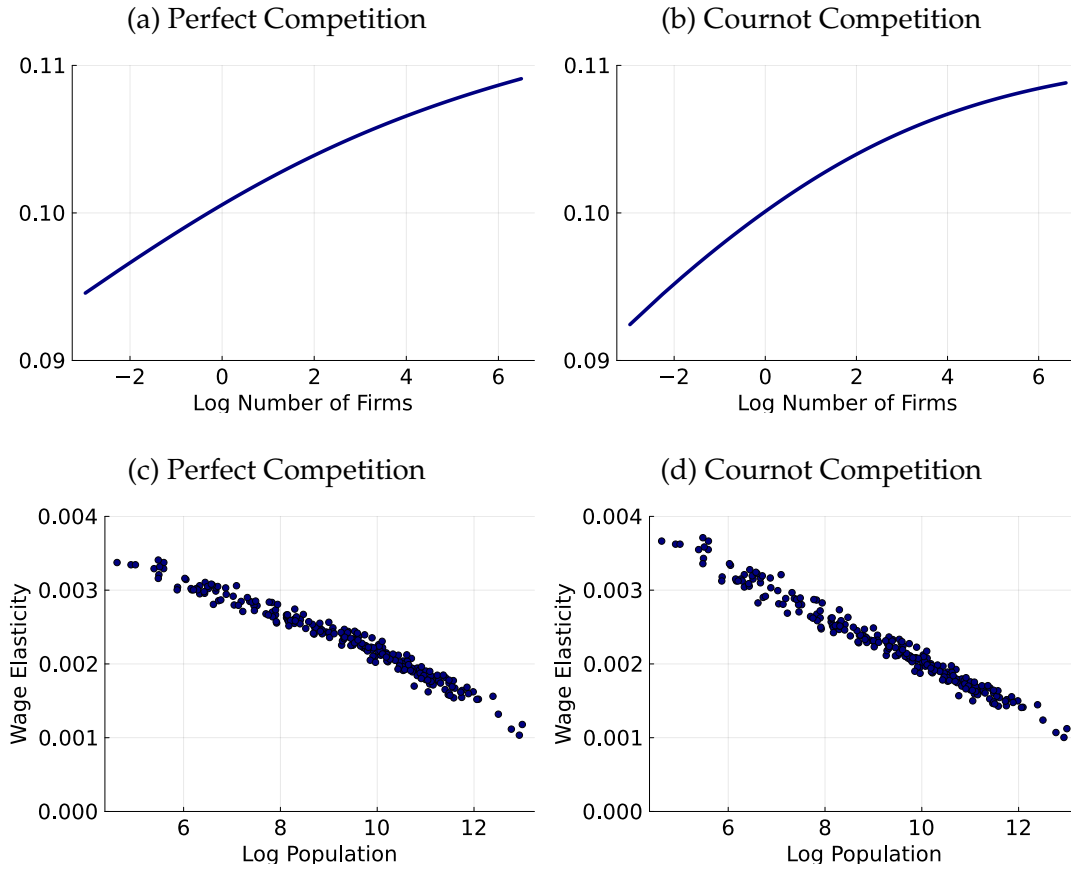 (a) Perfect Competition
0.11
0.10
0.09
−2 0 2 4 6
Log Number of Firms
(b) Cournot Competition
0.11
0.10
0.09
−2 0 2 4 6
Log Number of Firms
(c) Perfect Competition
Wage Elasticity
0.004
0.003
0.002
0.001
0.000
6 8 10 12
Log Population
(d) Cournot Competition
Wage Elasticity
0.004
0.003
0.002
0.001
0.000
6 8 10 12
Log Population